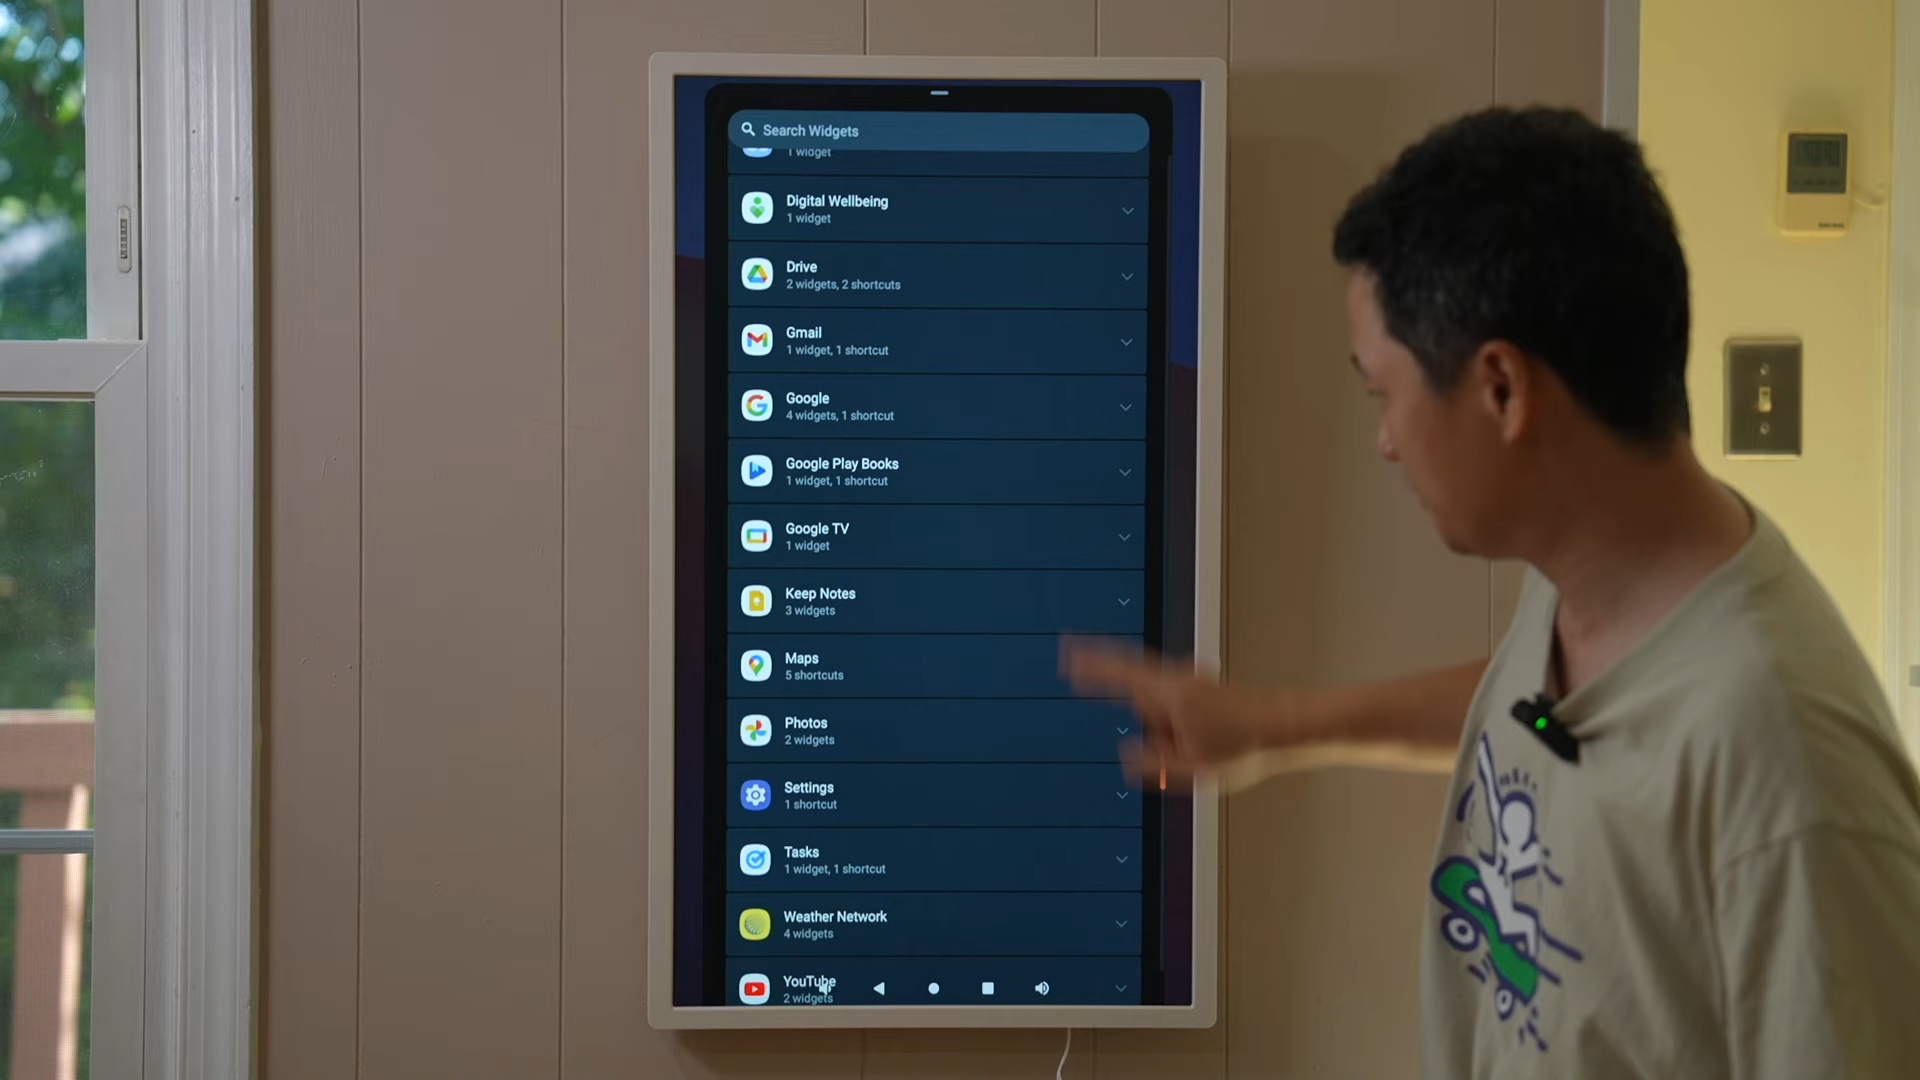 Search Widgets
1 widget
Digital Wellbeing
1 widget
Drive
2 widgets, 2 shortcuts
Gmail
1 widget, 1 shortcut
Google
4 widgets, 1 shortcut
Google Play Books
1 widget, 1 shortcut
Google TV
1 widget
Keep Notes
3 widgets
Maps
5 shortcuts
Photos
2 widgets
Settings
1 shortcut
Tasks
1 widget, 1 shortcut
Weather Network
4 widgets
YouTube
2 widgets